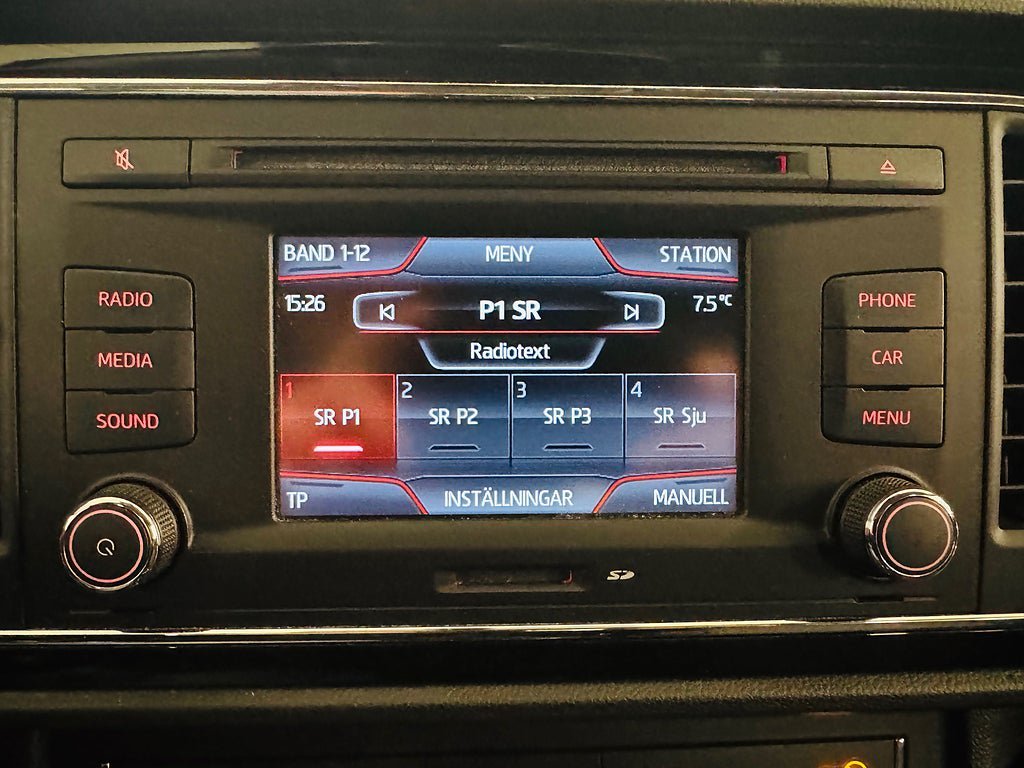 BAND 1-12 MENY STATION
15:26 P1 SR 7.5°C
Radiotext
1 2 3 4
SR P1 SR P2 SR P3 SR Sju
TP INSTÄLLNINGAR MANUELL
RADIO
MEDIA
SOUND
PHONE
CAR
MENU
SD